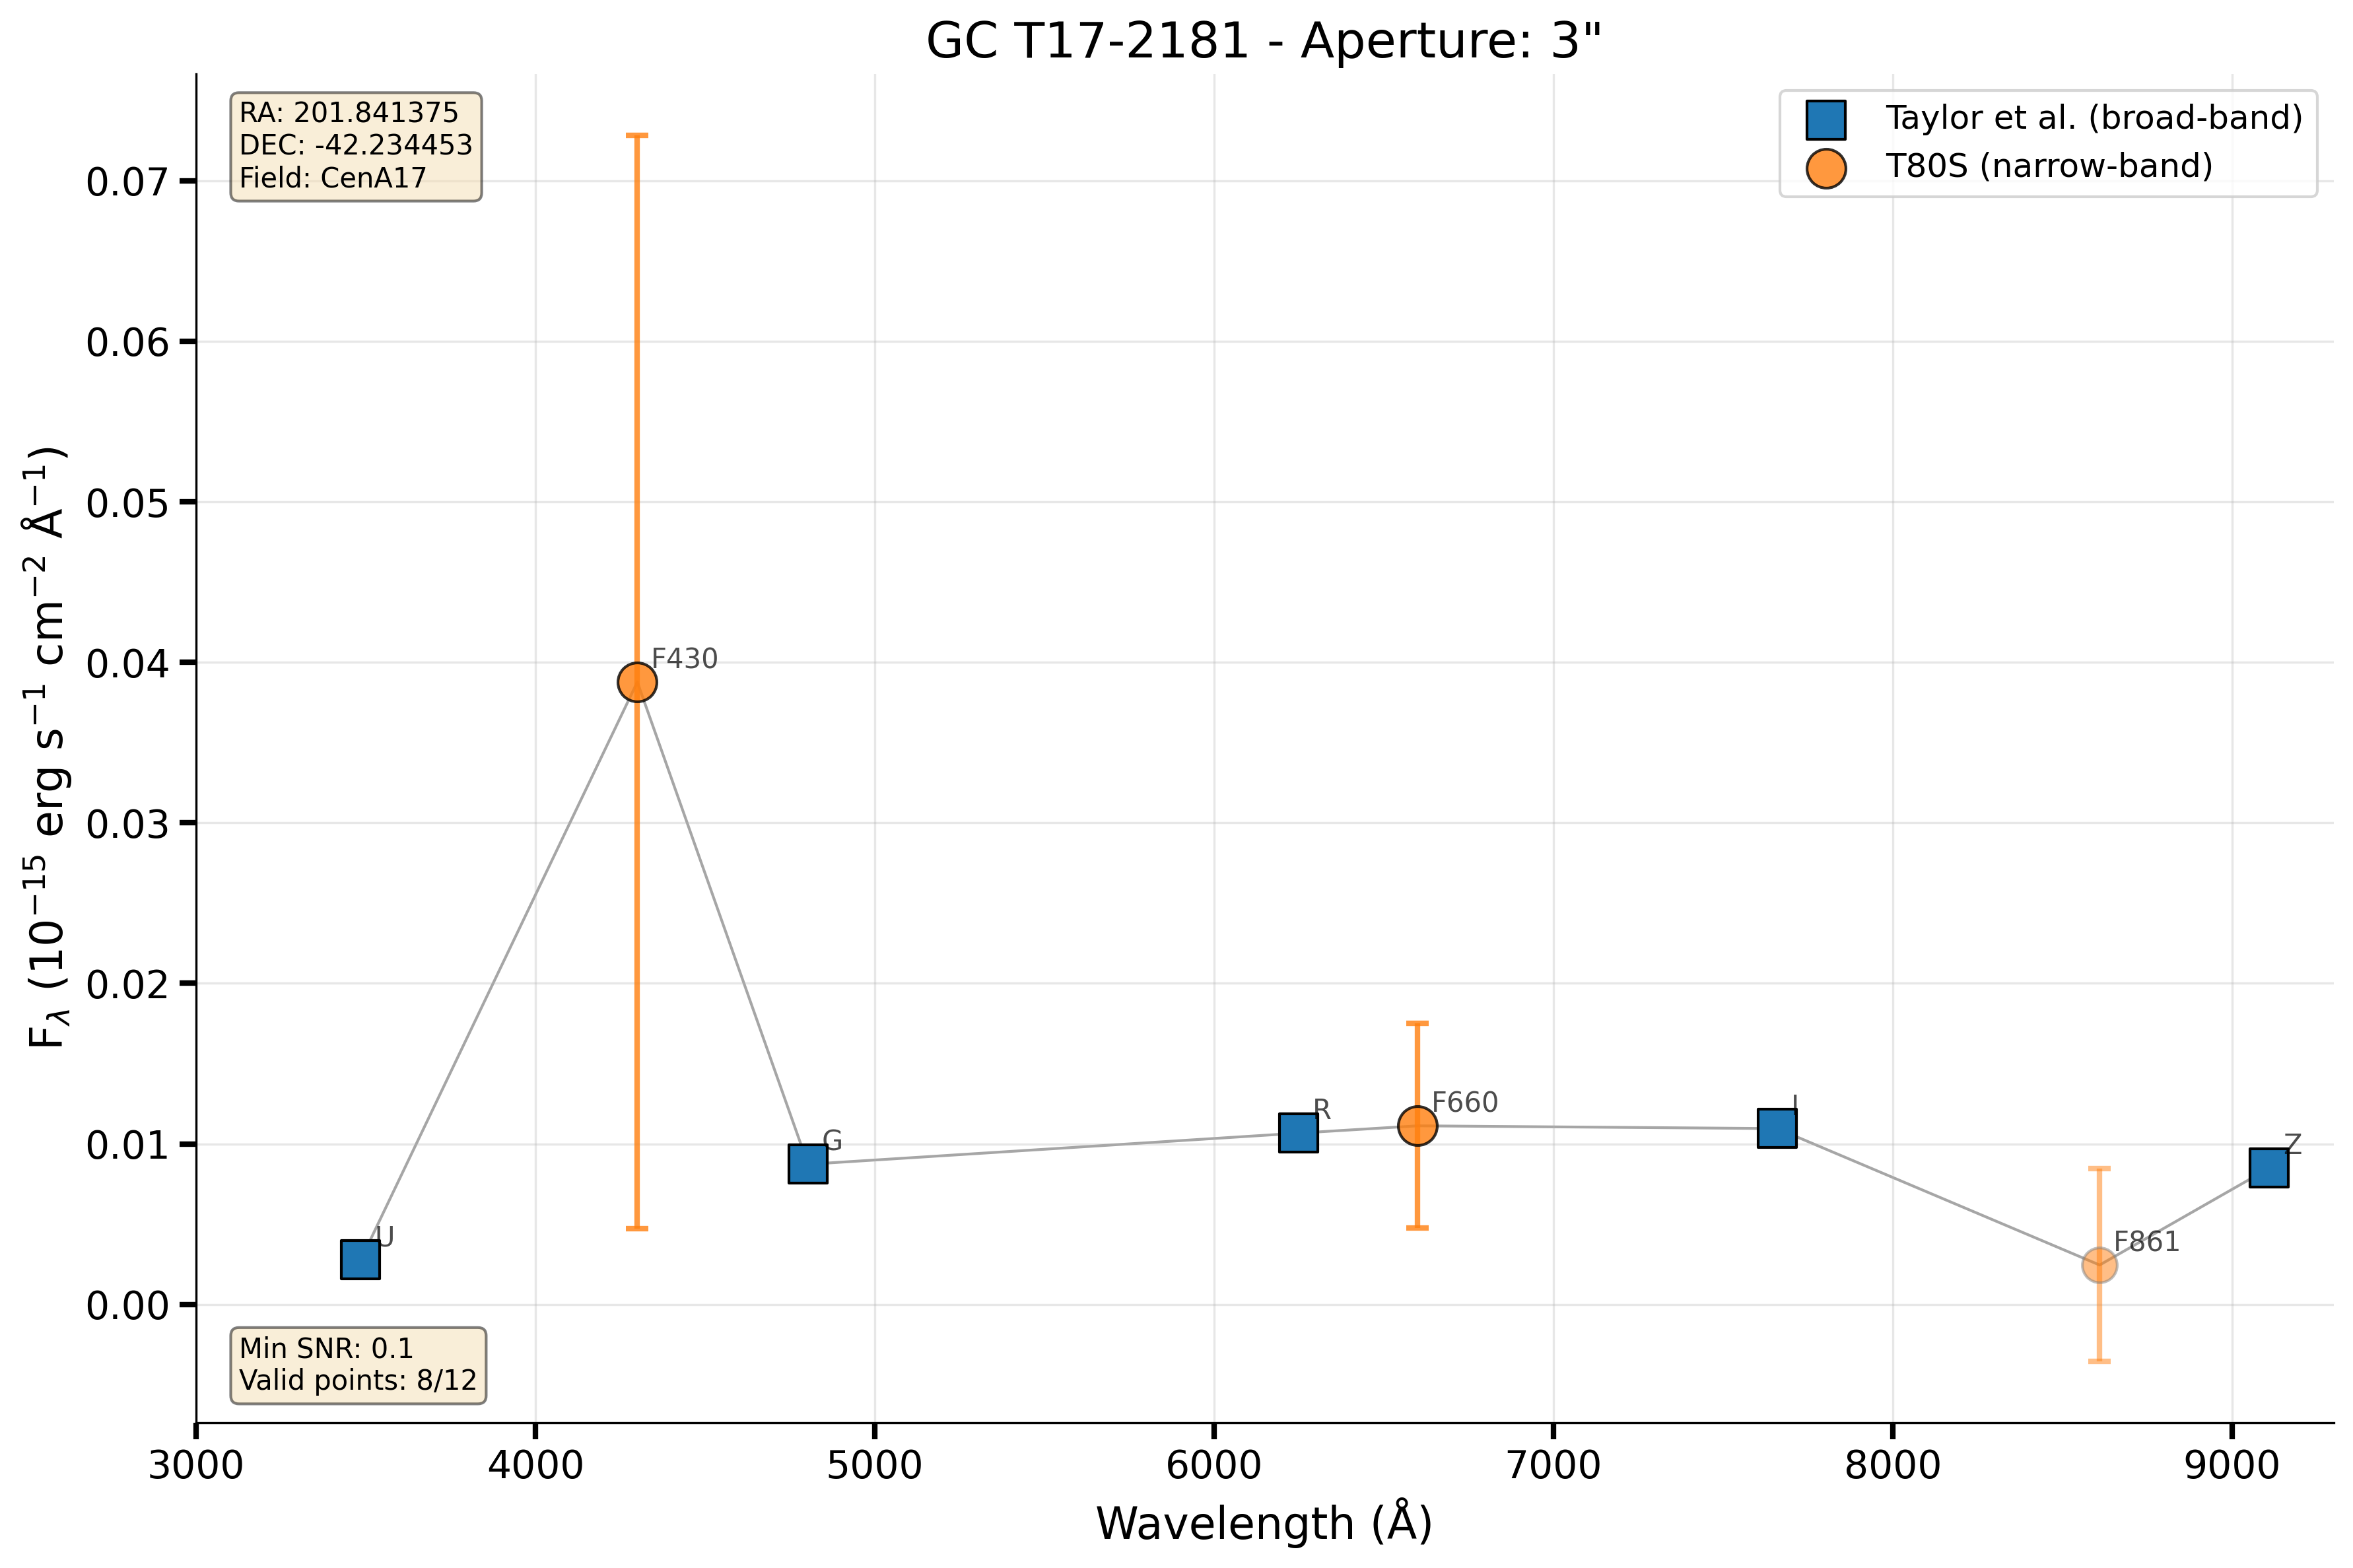 GC T17-2181 - Aperture: 3"
RA: 201.841375
DEC: -42.234453
Field: CenA17
Taylor et al. (broad-band)
T80S (narrow-band)
F$_\lambda$ (10$^{-15}$ erg s$^{-1}$ cm$^{-2}$ Å$^{-1}$)
0.07
0.06
0.05
0.04
0.03
0.02
0.01
0.00
F430
U
G
R
F660
I
F861
Z
Min SNR: 0.1
Valid points: 8/12
3000 4000 5000 6000 7000 8000 9000
Wavelength (Å)